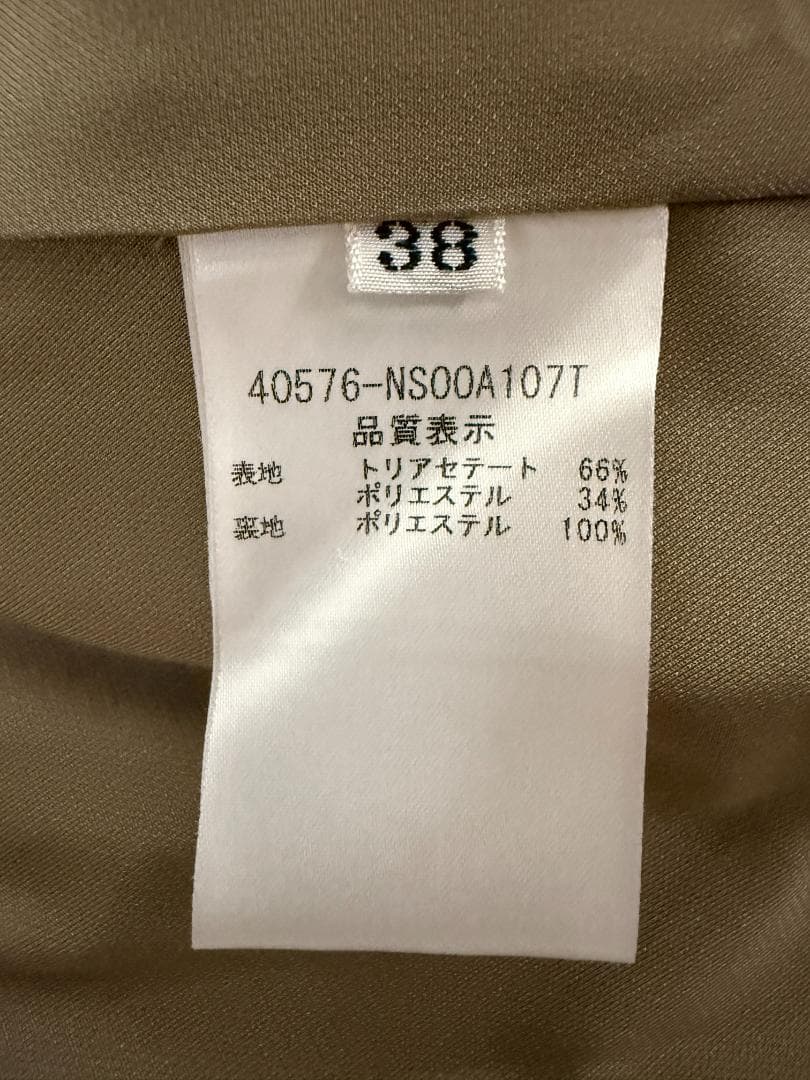 38
40576-NS00A107T
品質表示
表地 トリアセテート 66%
ポリエステル 34%
裏地 ポリエステル 100%